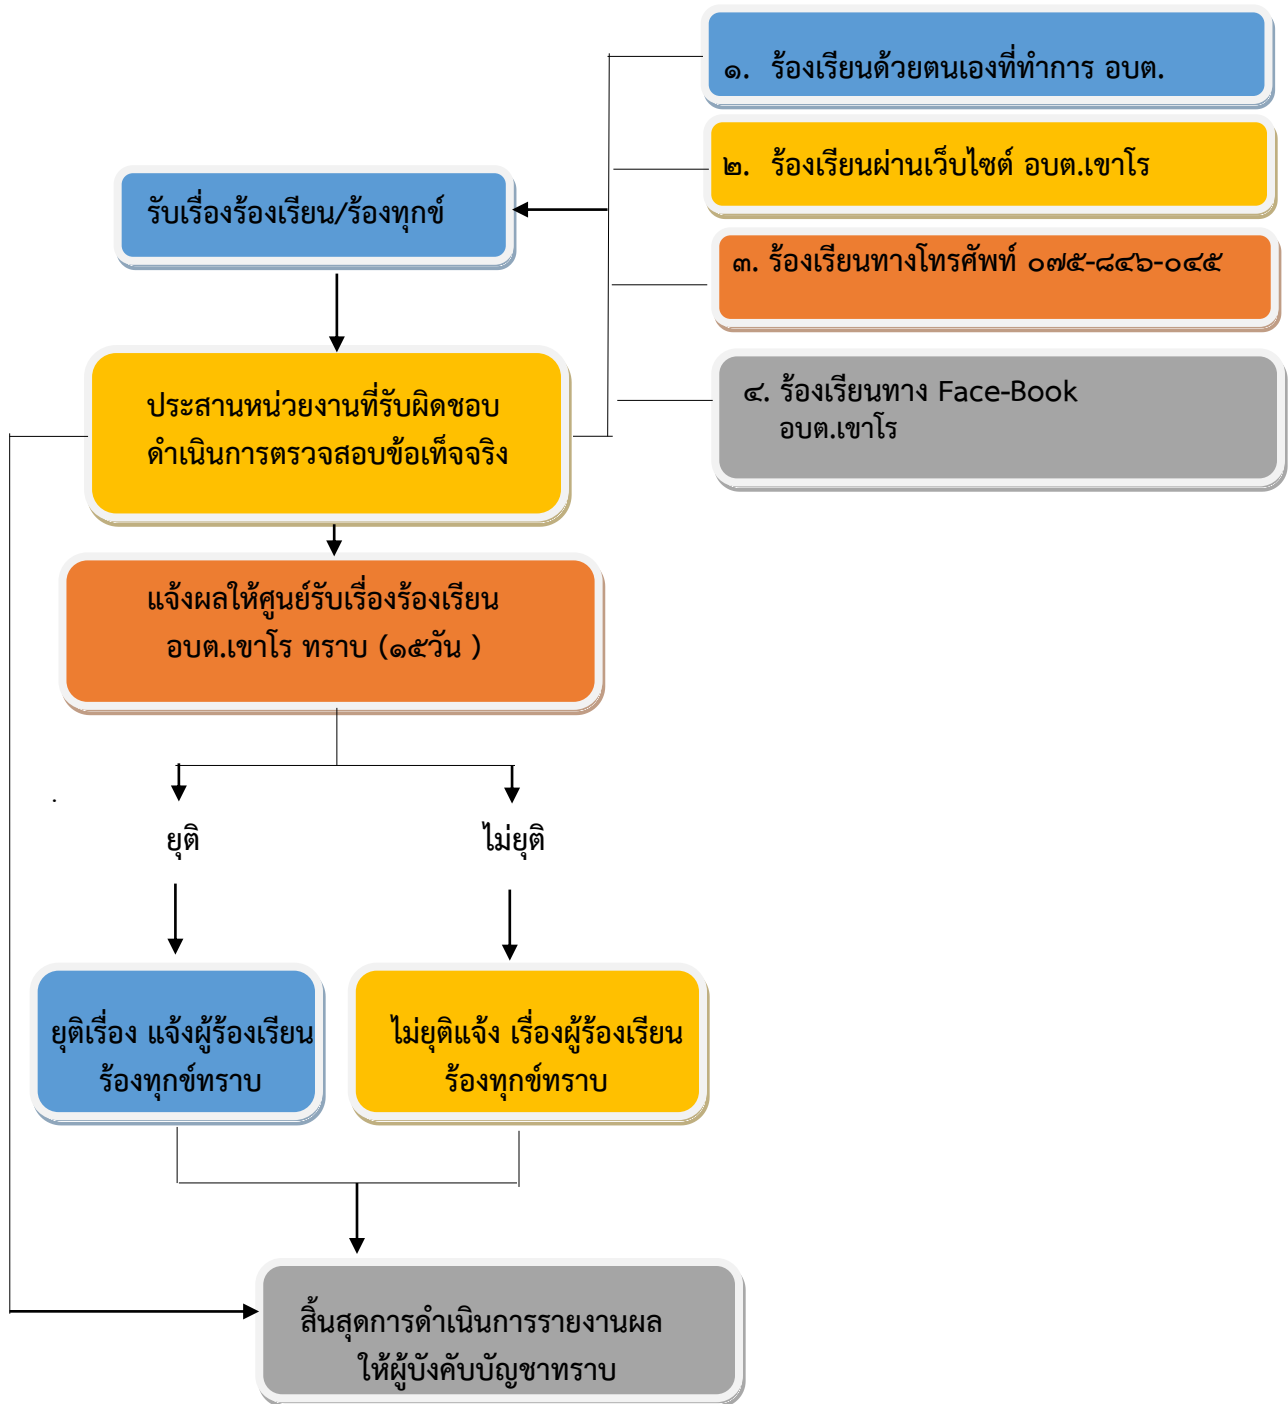 ๑. ร้องเรียนด้วยตนเองที่ทำการ อบต.
๒. ร้องเรียนผ่านเว็บไซต์ อบต.เขาโร
รับเรื่องร้องเรียน/ร้องทุกข์
๓. ร้องเรียนทางโทรศัพท์ ๐๗๕-๘๔๖-๐๔๕
ประสานหน่วยงานที่รับผิดชอบ
ดำเนินการตรวจสอบข้อเท็จจริง
๔. ร้องเรียนทาง Face-Book
อบต.เขาโร
แจ้งผลให้ศูนย์รับเรื่องร้องเรียน
อบต.เขาโร ทราบ (๑๕วัน )
.
ยุติ
ไม่ยุติ
ยุติเรื่อง แจ้งผู้ร้องเรียน
ร้องทุกข์ทราบ
ไม่ยุติแจ้ง เรื่องผู้ร้องเรียน
ร้องทุกข์ทราบ
สิ้นสุดการดำเนินการรายงานผล
ให้ผู้บังคับบัญชาทราบ